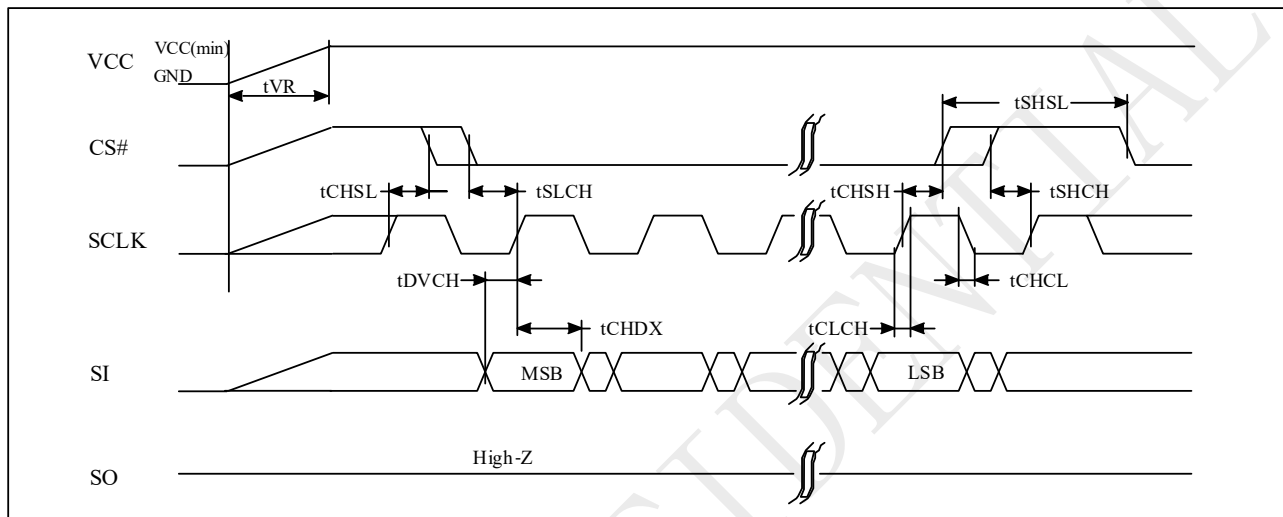 VCC(min)
VCC
GND
tVR
tSHSL
CS#
tCHSL
tSLCH
tCHSH
tSHCH
SCLK
tDVCH
tCHCL
tCHDX
tCLCH
SI
MSB
LSB
High-Z
SO